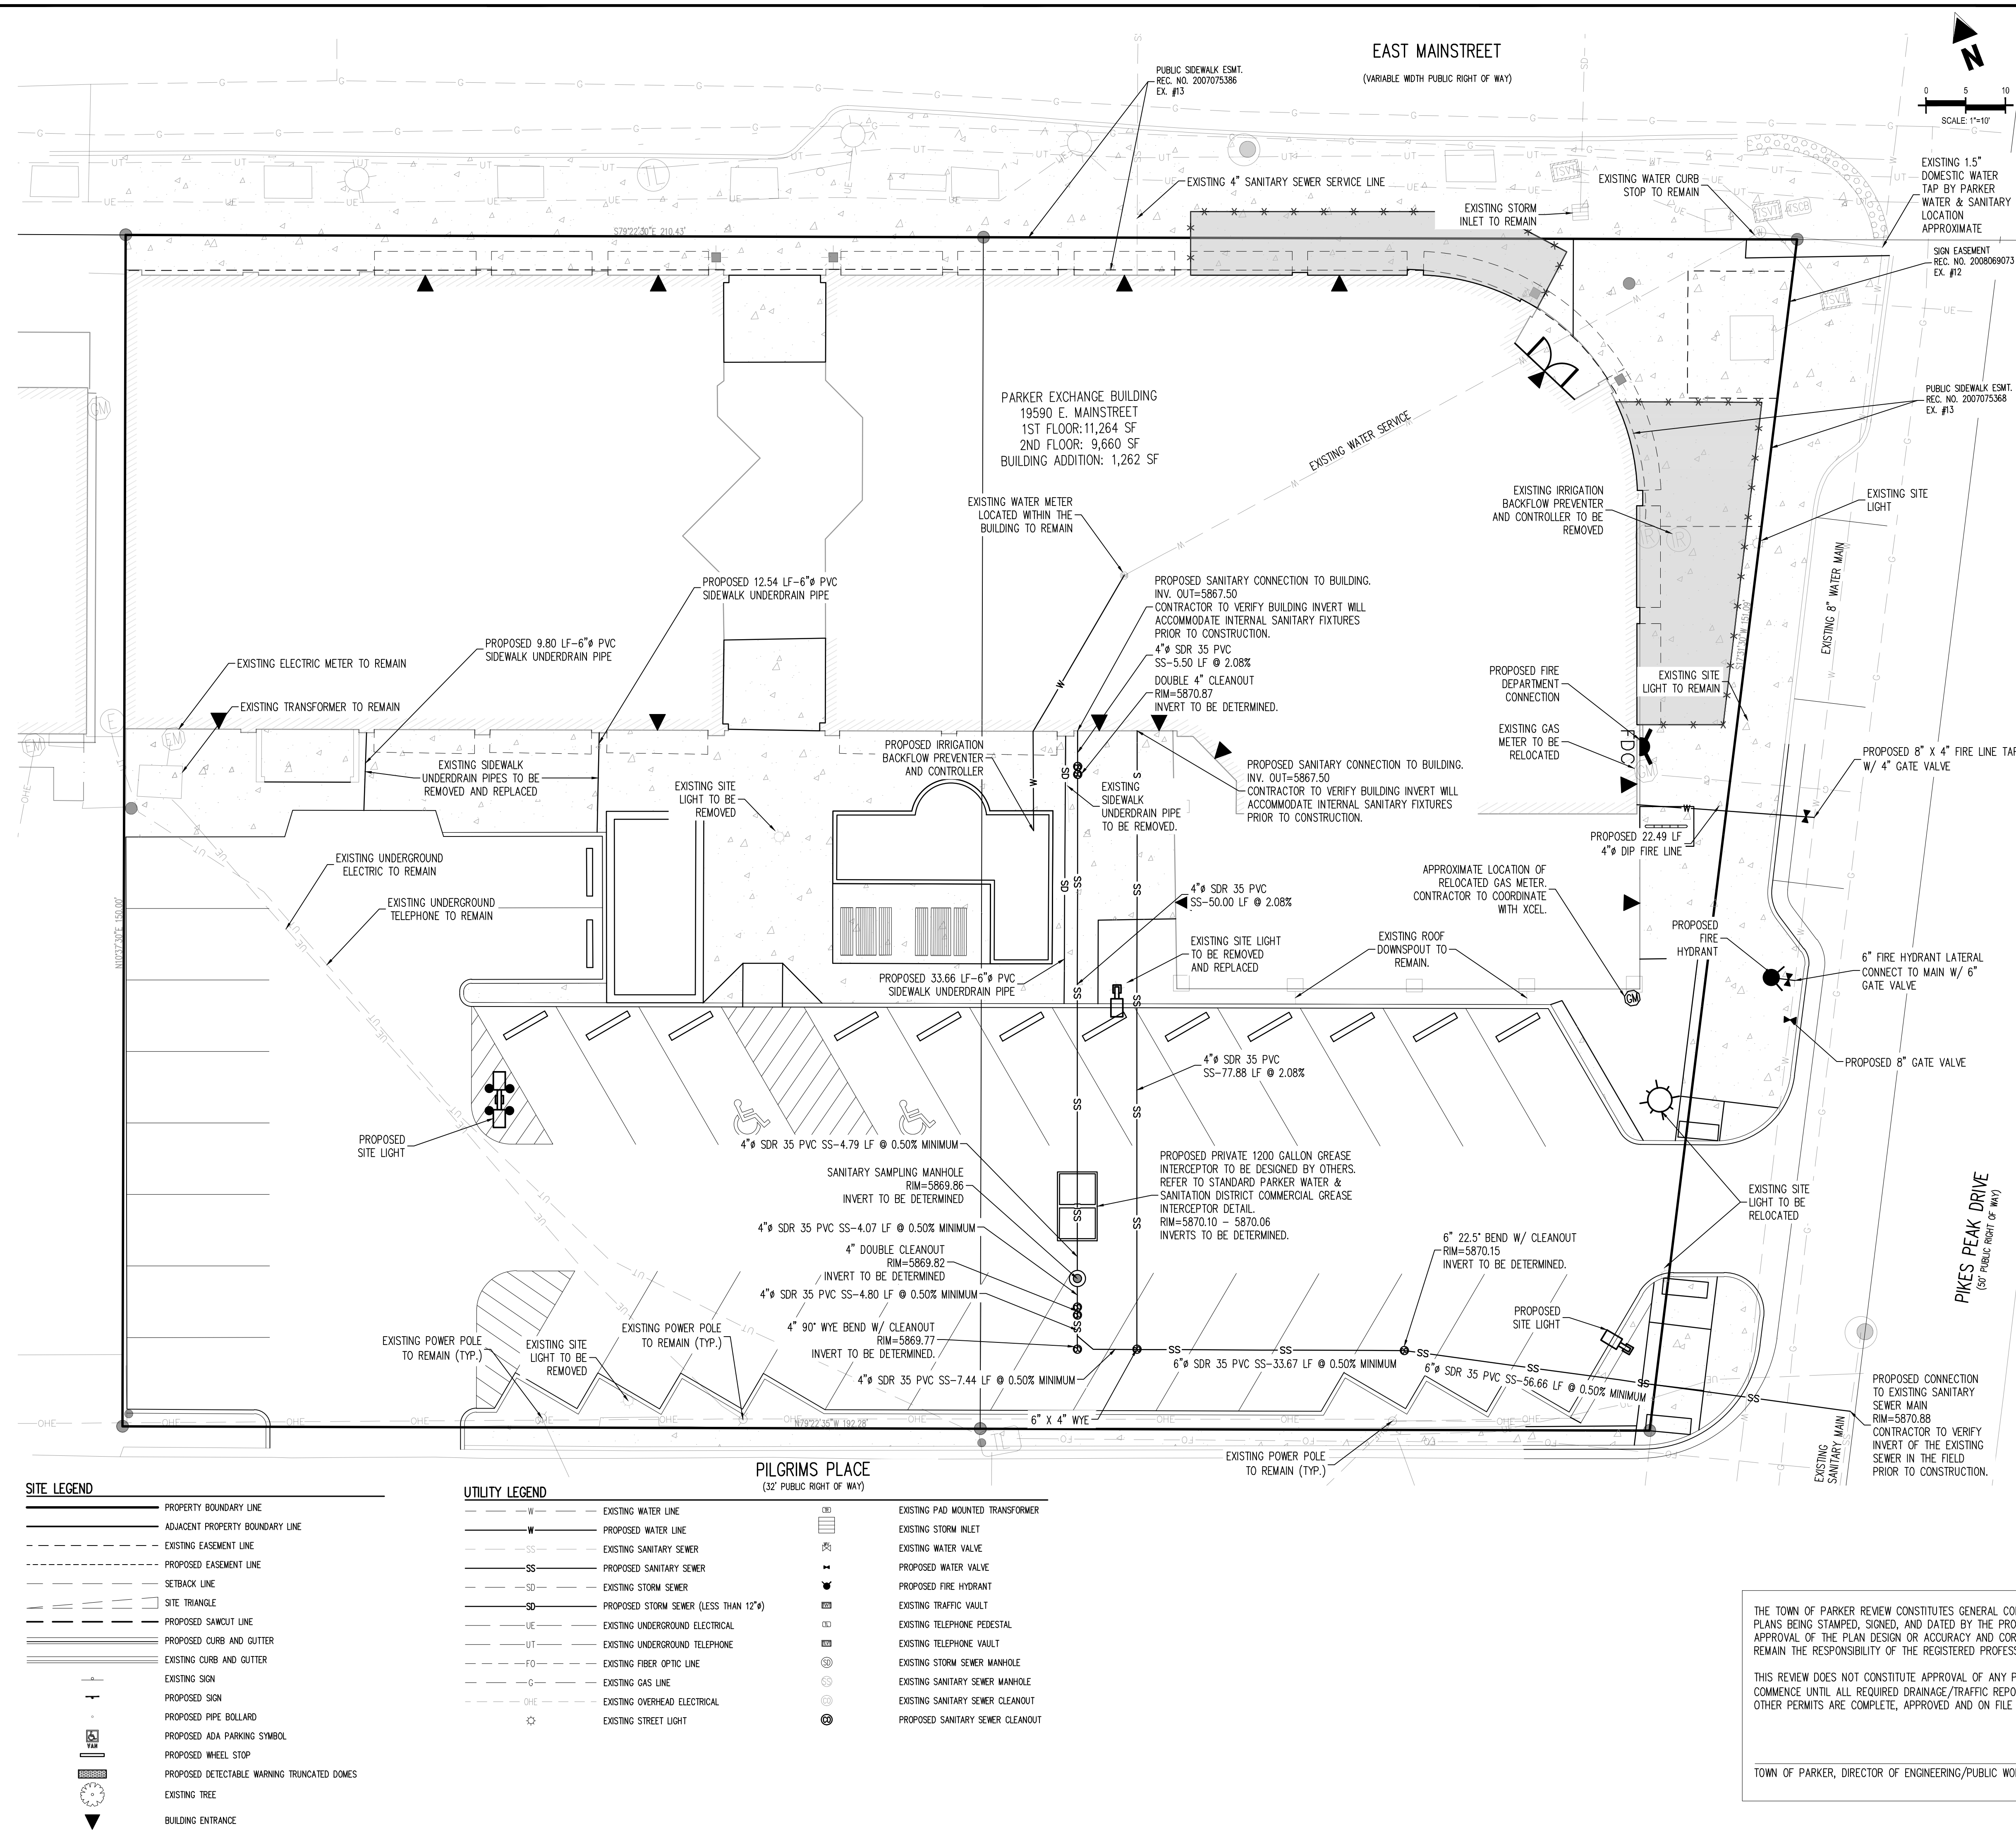 EAST MAINSTREET
(VARIABLE WIDTH PUBLIC RIGHT OF WAY)
N
0 5 10
SCALE: 1"=10'
PUBLIC SIDEWALK ESMT.
REC. NO. 2007075386
EX. #13
EXISTING 4" SANITARY SEWER SERVICE LINE
EXISTING WATER CURB
STOP TO REMAIN
EXISTING STORM
INLET TO REMAIN
EXISTING 1.5"
DOMESTIC WATER
TAP BY PARKER
WATER & SANITARY
LOCATION
APPROXIMATE
SIGN EASEMENT
REC. NO. 2008069073
EX. #12
S79°22'30"E 210.43'
PUBLIC SIDEWALK ESMT.
REC. NO. 2007075368
EX. #13
PARKER EXCHANGE BUILDING
19590 E. MAINSTREET
1ST FLOOR: 11,264 SF
2ND FLOOR: 9,660 SF
BUILDING ADDITION: 1,262 SF
EXISTING WATER SERVICE
EXISTING WATER METER
LOCATED WITHIN THE
BUILDING TO REMAIN
EXISTING IRRIGATION
BACKFLOW PREVENTER
AND CONTROLLER TO BE
REMOVED
EXISTING SITE
LIGHT
EXISTING 8" WATER MAIN
S17°31'20"W 151.09'
PROPOSED 12.54 LF-6"ø PVC
SIDEWALK UNDERDRAIN PIPE
PROPOSED 9.80 LF-6"ø PVC
SIDEWALK UNDERDRAIN PIPE
EXISTING ELECTRIC METER TO REMAIN
EXISTING TRANSFORMER TO REMAIN
PROPOSED SANITARY CONNECTION TO BUILDING.
INV. OUT=5867.50
CONTRACTOR TO VERIFY BUILDING INVERT WILL
ACCOMMODATE INTERNAL SANITARY FIXTURES
PRIOR TO CONSTRUCTION.
4"ø SDR 35 PVC
SS-5.50 LF @ 2.08%
DOUBLE 4" CLEANOUT
RIM=5870.87
INVERT TO BE DETERMINED.
PROPOSED FIRE
DEPARTMENT
CONNECTION
EXISTING SITE
LIGHT TO REMAIN
EXISTING GAS
METER TO BE
RELOCATED
FDC
PROPOSED 8" X 4" FIRE LINE TA
W/ 4" GATE VALVE
EXISTING SIDEWALK
UNDERDRAIN PIPES TO BE
REMOVED AND REPLACED
EXISTING SITE
LIGHT TO BE
REMOVED
PROPOSED IRRIGATION
BACKFLOW PREVENTER
AND CONTROLLER
EXISTING
SIDEWALK
UNDERDRAIN PIPE
TO BE REMOVED.
PROPOSED SANITARY CONNECTION TO BUILDING.
INV. OUT=5867.50
CONTRACTOR TO VERIFY BUILDING INVERT WILL
ACCOMMODATE INTERNAL SANITARY FIXTURES
PRIOR TO CONSTRUCTION.
PROPOSED 22.49 LF
4"ø DIP FIRE LINE
EXISTING UNDERGROUND
ELECTRIC TO REMAIN
EXISTING UNDERGROUND
TELEPHONE TO REMAIN
N10°37'30"E 150.00'
4"ø SDR 35 PVC
SS-50.00 LF @ 2.08%
APPROXIMATE LOCATION OF
RELOCATED GAS METER.
CONTRACTOR TO COORDINATE
WITH XCEL.
PROPOSED
FIRE
HYDRANT
6" FIRE HYDRANT LATERAL
CONNECT TO MAIN W/ 6"
GATE VALVE
PROPOSED 33.66 LF-6"ø PVC
SIDEWALK UNDERDRAIN PIPE
EXISTING SITE LIGHT
TO BE REMOVED
AND REPLACED
EXISTING ROOF
DOWNSPOUT TO
REMAIN.
GM
PROPOSED 8" GATE VALVE
4"ø SDR 35 PVC
SS-77.88 LF @ 2.08%
PROPOSED
SITE LIGHT
4"ø SDR 35 PVC SS-4.79 LF @ 0.50% MINIMUM
SANITARY SAMPLING MANHOLE
RIM=5869.86
INVERT TO BE DETERMINED
4"ø SDR 35 PVC SS-4.07 LF @ 0.50% MINIMUM
4" DOUBLE CLEANOUT
RIM=5869.82
INVERT TO BE DETERMINED
4"ø SDR 35 PVC SS-4.80 LF @ 0.50% MINIMUM
4" 90° WYE BEND W/ CLEANOUT
RIM=5869.77
INVERT TO BE DETERMINED.
4"ø SDR 35 PVC SS-7.44 LF @ 0.50% MINIMUM
6" X 4" WYE
PROPOSED PRIVATE 1200 GALLON GREASE
INTERCEPTOR TO BE DESIGNED BY OTHERS.
REFER TO STANDARD PARKER WATER &
SANITATION DISTRICT COMMERCIAL GREASE
INTERCEPTOR DETAIL.
RIM=5870.10 – 5870.06
INVERTS TO BE DETERMINED.
6" 22.5° BEND W/ CLEANOUT
RIM=5870.15
INVERT TO BE DETERMINED.
6"ø SDR 35 PVC SS-33.67 LF @ 0.50% MINIMUM
6"ø SDR 35 PVC SS-56.66 LF @ 0.50% MINIMUM
PROPOSED
SITE LIGHT
EXISTING SITE
LIGHT TO BE
RELOCATED
PIKES PEAK DRIVE
(50' PUBLIC RIGHT OF WAY)
EXISTING POWER POLE
TO REMAIN (TYP.)
EXISTING SITE
LIGHT TO BE
REMOVED
EXISTING POWER POLE
TO REMAIN (TYP.)
N79°22'35"W 192.28'
EXISTING POWER POLE
TO REMAIN (TYP.)
EXISTING
SANITARY MAIN
PROPOSED CONNECTION
TO EXISTING SANITARY
SEWER MAIN
RIM=5870.88
CONTRACTOR TO VERIFY
INVERT OF THE EXISTING
SEWER IN THE FIELD
PRIOR TO CONSTRUCTION.
PILGRIMS PLACE
(32' PUBLIC RIGHT OF WAY)
SITE LEGEND
PROPERTY BOUNDARY LINE
ADJACENT PROPERTY BOUNDARY LINE
EXISTING EASEMENT LINE
PROPOSED EASEMENT LINE
SETBACK LINE
SITE TRIANGLE
PROPOSED SAWCUT LINE
PROPOSED CURB AND GUTTER
EXISTING CURB AND GUTTER
EXISTING SIGN
PROPOSED SIGN
PROPOSED PIPE BOLLARD
VAN PROPOSED ADA PARKING SYMBOL
PROPOSED WHEEL STOP
PROPOSED DETECTABLE WARNING TRUNCATED DOMES
EXISTING TREE
BUILDING ENTRANCE
UTILITY LEGEND
W EXISTING WATER LINE
W PROPOSED WATER LINE
SS EXISTING SANITARY SEWER
SS PROPOSED SANITARY SEWER
SD EXISTING STORM SEWER
SD PROPOSED STORM SEWER (LESS THAN 12"ø)
UE EXISTING UNDERGROUND ELECTRICAL
UT EXISTING UNDERGROUND TELEPHONE
FO EXISTING FIBER OPTIC LINE
G EXISTING GAS LINE
OHE EXISTING OVERHEAD ELECTRICAL
EXISTING STREET LIGHT
EXISTING PAD MOUNTED TRANSFORMER
EXISTING STORM INLET
EXISTING WATER VALVE
PROPOSED WATER VALVE
PROPOSED FIRE HYDRANT
EXISTING TRAFFIC VAULT
EXISTING TELEPHONE PEDESTAL
EXISTING TELEPHONE VAULT
SD EXISTING STORM SEWER MANHOLE
SS EXISTING SANITARY SEWER MANHOLE
CO EXISTING SANITARY SEWER CLEANOUT
CO PROPOSED SANITARY SEWER CLEANOUT
THE TOWN OF PARKER REVIEW CONSTITUTES GENERAL CO
PLANS BEING STAMPED, SIGNED, AND DATED BY THE PRO
APPROVAL OF THE PLAN DESIGN OR ACCURACY AND COR
REMAIN THE RESPONSIBILITY OF THE REGISTERED PROFES
THIS REVIEW DOES NOT CONSTITUTE APPROVAL OF ANY P
COMMENCE UNTIL ALL REQUIRED DRAINAGE/TRAFFIC REPO
OTHER PERMITS ARE COMPLETE, APPROVED AND ON FILE
TOWN OF PARKER, DIRECTOR OF ENGINEERING/PUBLIC WO